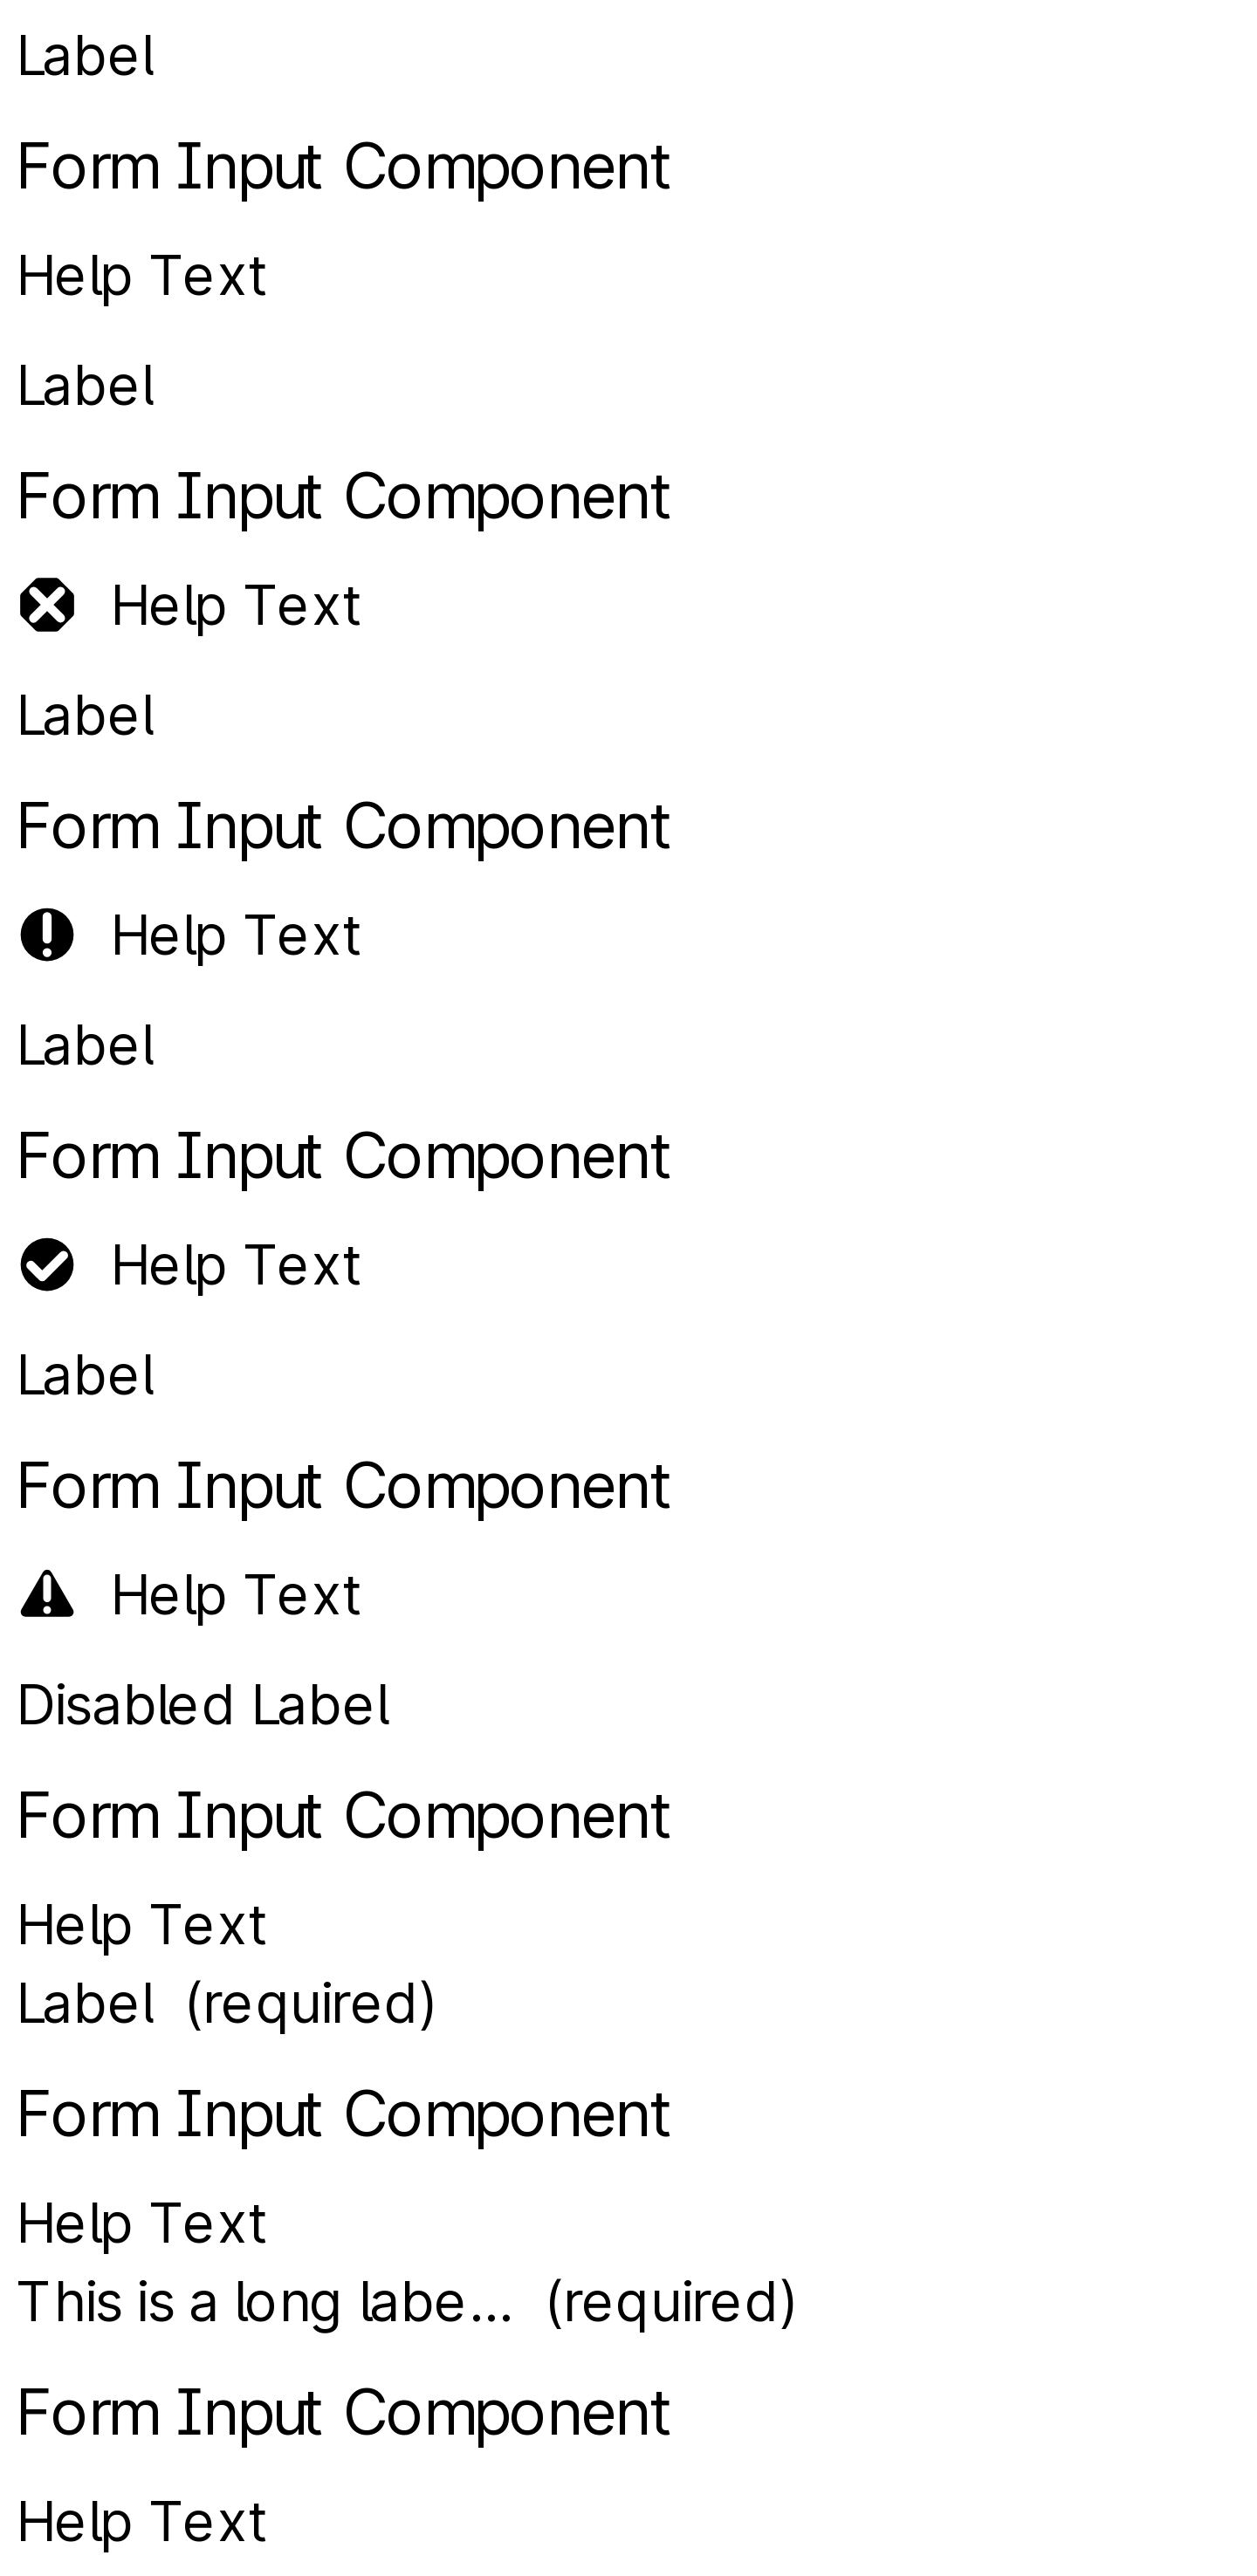 Label
Form Input Component
Help Text
Label
Form Input Component
Help Text
Label
Form Input Component
Help Text
Label
Form Input Component
Help Text
Label
Form Input Component
Help Text
Disabled Label
Form Input Component
Help Text
Label (required)
Form Input Component
Help Text
This is a long labe... (required)
Form Input Component
Help Text